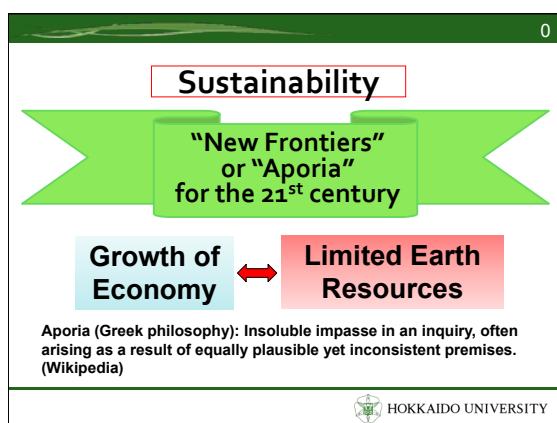 0
Sustainability
“New Frontiers”
or “Aporia”
for the 21st century
Growth of
Economy
Limited Earth
Resources
Aporia (Greek philosophy): Insoluble impasse in an inquiry, often
arising as a result of equally plausible yet inconsistent premises.
(Wikipedia)
HOKKAIDO UNIVERSITY